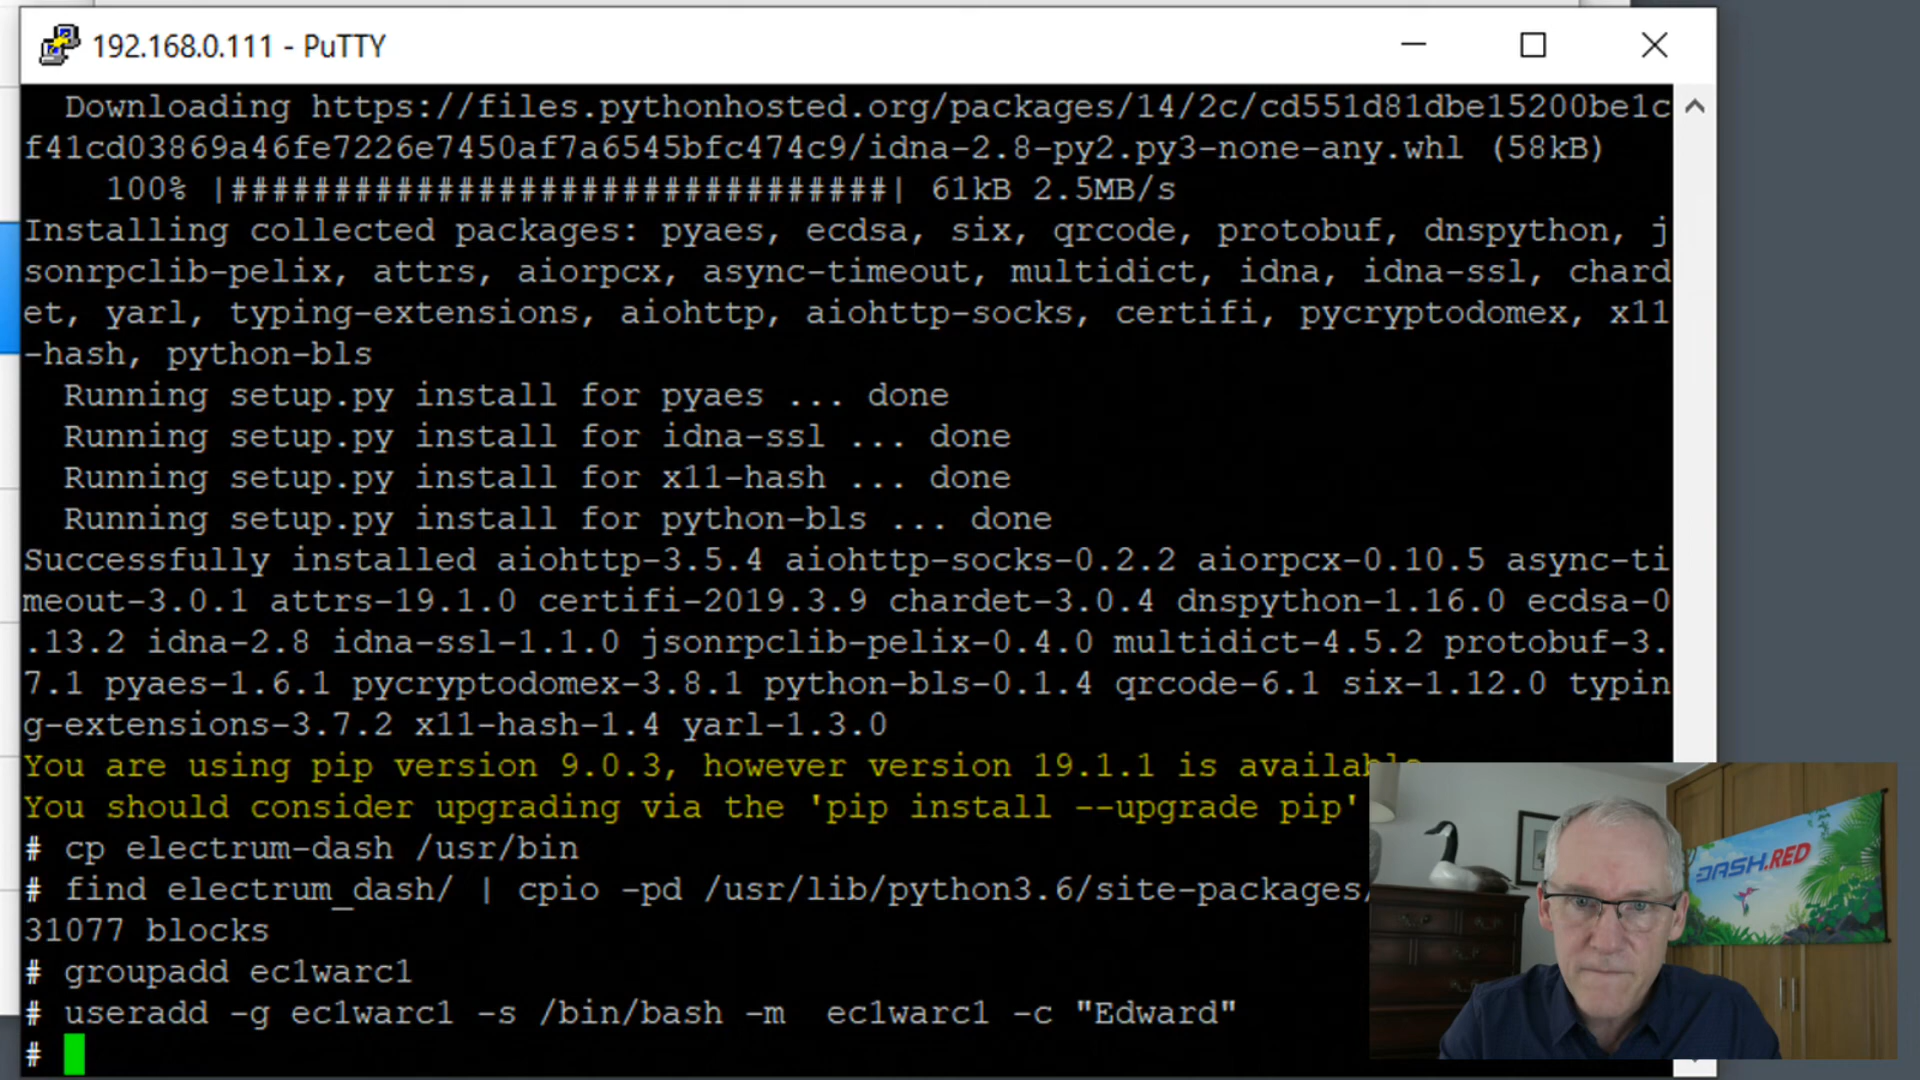 192.168.0.111 - PuTTY
Downloading https://files.pythonhosted.org/packages/14/2c/cd551d81dbe15200be1c
f41cd03869a46fe7226e7450af7a6545bfc474c9/idna-2.8-py2.py3-none-any.whl (58kB)
100% |################################| 61kB 2.5MB/s
Installing collected packages: pyaes, ecdsa, six, qrcode, protobuf, dnspython, j
sonrpclib-pelix, attrs, aiorpcx, async-timeout, multidict, idna, idna-ssl, chard
et, yarl, typing-extensions, aiohttp, aiohttp-socks, certifi, pycryptodomex, x11
-hash, python-bls
Running setup.py install for pyaes ... done
Running setup.py install for idna-ssl ... done
Running setup.py install for x11-hash ... done
Running setup.py install for python-bls ... done
Successfully installed aiohttp-3.5.4 aiohttp-socks-0.2.2 aiorpcx-0.10.5 async-ti
meout-3.0.1 attrs-19.1.0 certifi-2019.3.9 chardet-3.0.4 dnspython-1.16.0 ecdsa-0
.13.2 idna-2.8 idna-ssl-1.1.0 jsonrpclib-pelix-0.4.0 multidict-4.5.2 protobuf-3.
7.1 pyaes-1.6.1 pycryptodomex-3.8.1 python-bls-0.1.4 qrcode-6.1 six-1.12.0 typin
g-extensions-3.7.2 x11-hash-1.4 yarl-1.3.0
You are using pip version 9.0.3, however version 19.1.1 is available
You should consider upgrading via the 'pip install --upgrade pip'
# cp electrum-dash /usr/bin
# find electrum_dash/ | cpio -pd /usr/lib/python3.6/site-packages/
31077 blocks
# groupadd ec1warc1
# useradd -g ec1warc1 -s /bin/bash -m  ec1warc1 -c "Edward"
#
DASH.RED